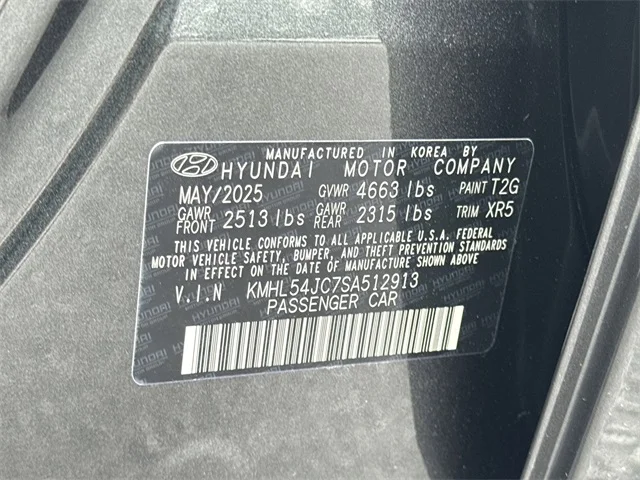 MANUFACTURED IN KOREA BY
HYUNDAI MOTOR COMPANY
MAY/2025 GVWR 4663 lbs PAINT T2G
GAWR FRONT 2513 lbs GAWR REAR 2315 lbs TRIM XR5
THIS VEHICLE CONFORMS TO ALL APPLICABLE U.S.A. FEDERAL
MOTOR VEHICLE SAFETY, BUMPER, AND THEFT PREVENTION STANDARDS
IN EFFECT ON THE DATE OF MANUFACTURE SHOWN ABOVE
V.I.N KMHL54JC7SA512913
PASSENGER CAR